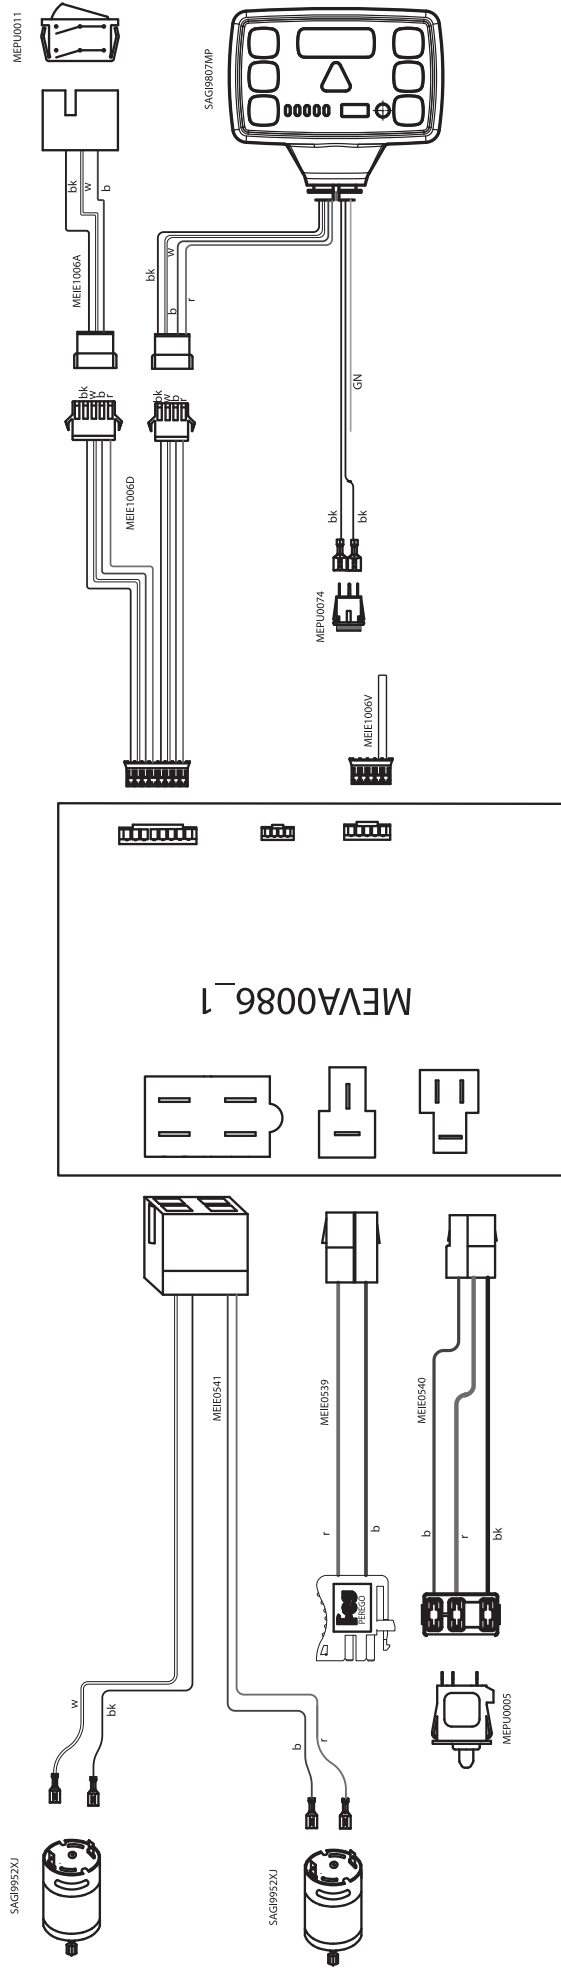 MEPU0011
SAGI9807MP
bk
w
b
MEIE1006A
bk
w
b
r
GN
bk
w
b
r
bk
w
b
r
MEIE1006D
bk
bk
MEPU0074
MEIE1006V
MEVA0086_1
MEIE0541
MEIE0539
MEIE0540
r
b
b
r
bk
PEREGO
w
bk
b
r
MEPU0005
SAGI9952XJ
SAGI9952XJ